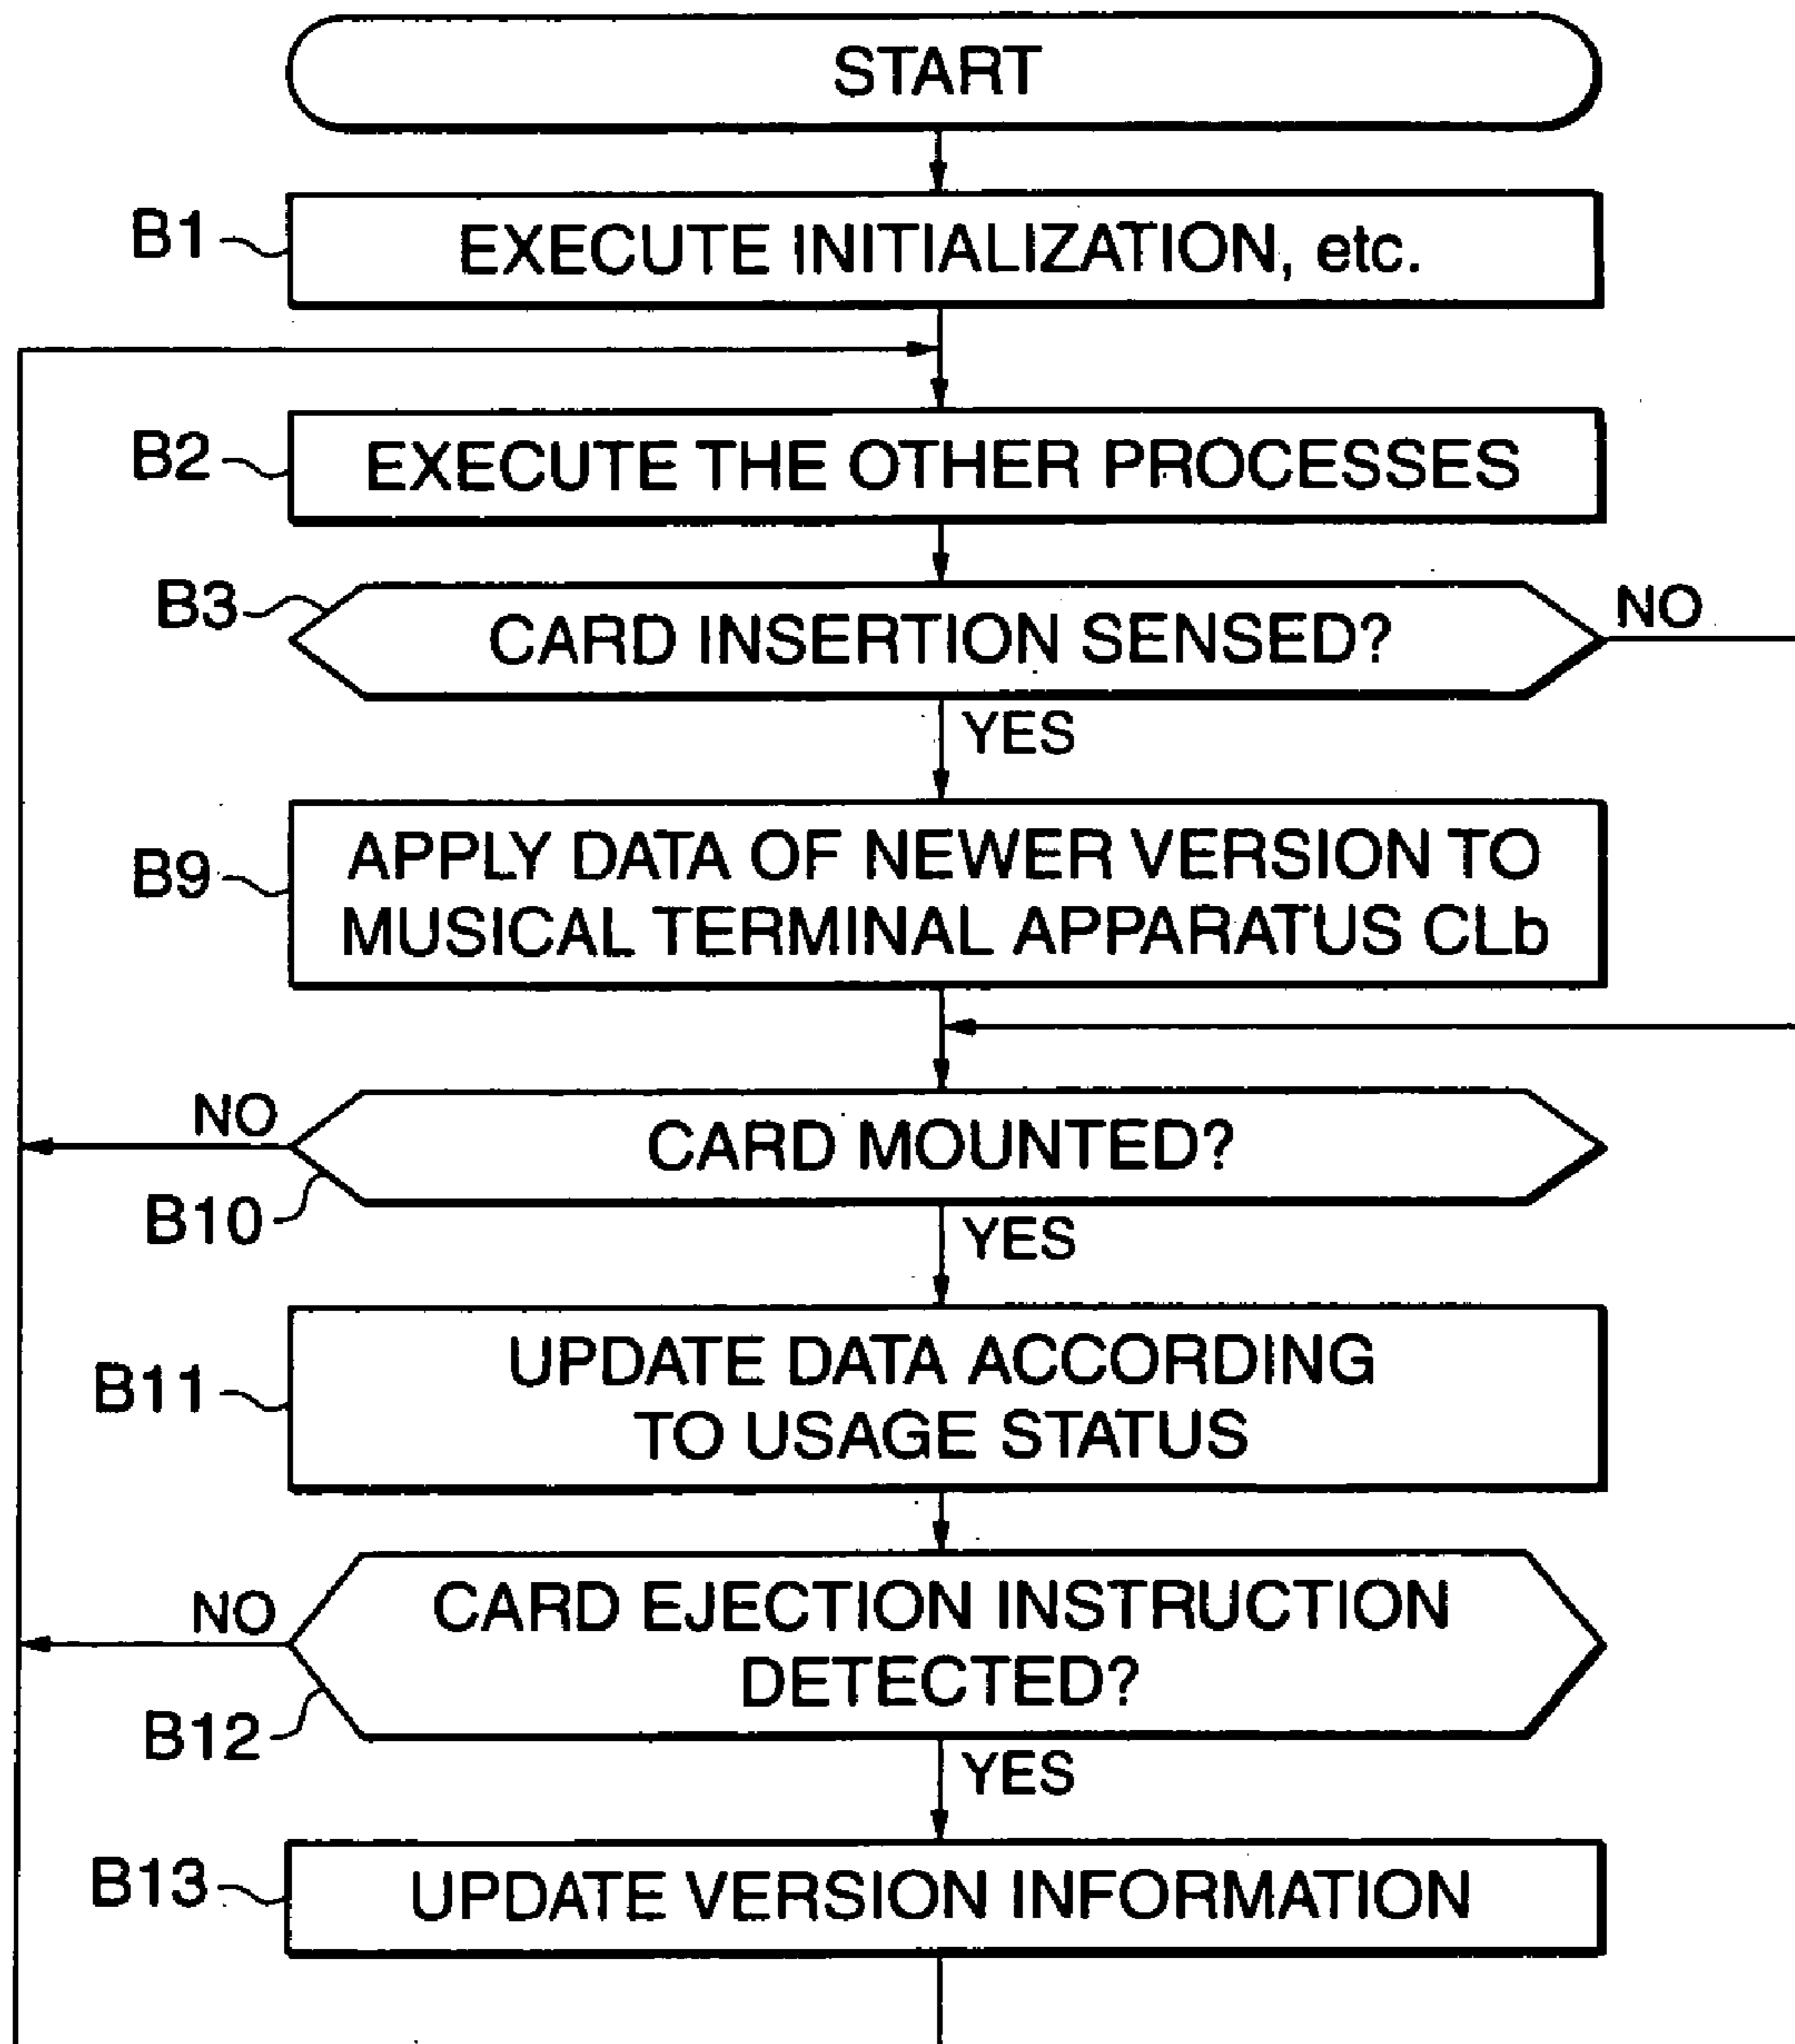 START
B1
EXECUTE INITIALIZATION, etc.
B2
EXECUTE THE OTHER PROCESSES
B3
CARD INSERTION SENSED?
NO
YES
B9
APPLY DATA OF NEWER VERSION TO
MUSICAL TERMINAL APPARATUS CLb
NO
CARD MOUNTED?
B10
YES
B11
UPDATE DATA ACCORDING
TO USAGE STATUS
NO
CARD EJECTION INSTRUCTION
DETECTED?
B12
YES
B13
UPDATE VERSION INFORMATION